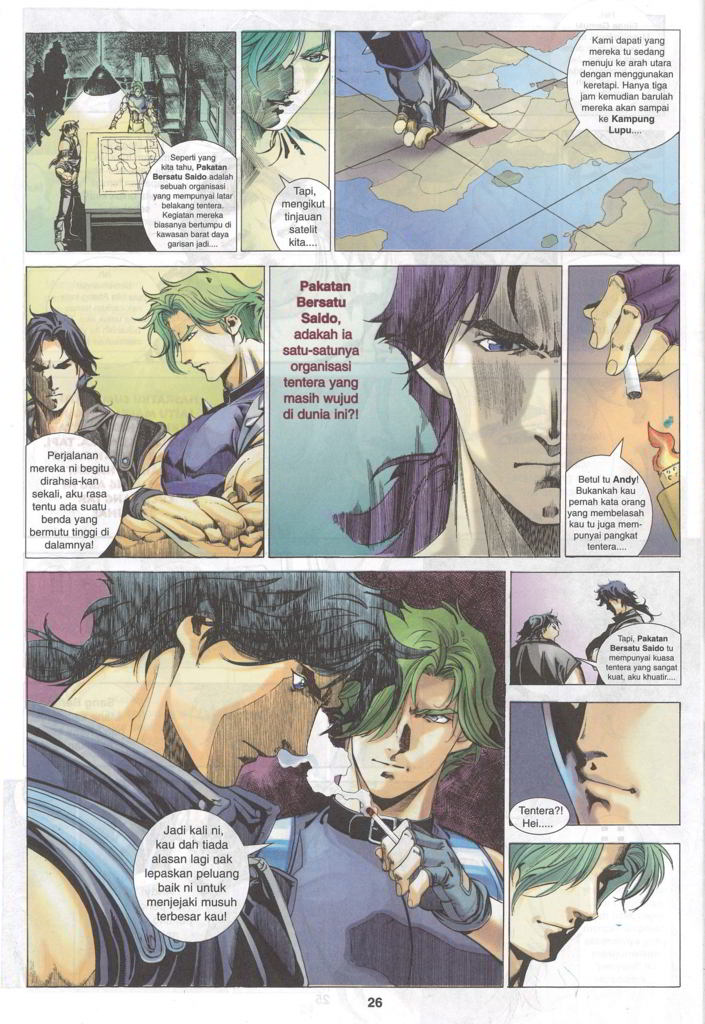 Seperti yang
kita tahu, Pakatan
Bersatu Saido adalah
sebuah organisasi
yang mempunyai latar
belakang tentera.
Kegiatan mereka
biasanya bertumpu di
kawasan barat daya
garisan jadi....
Tapi,
mengikut
tinjauan
satelit
kita....
Kami dapati yang
mereka tu sedang
menuju ke arah utara
dengan menggunakan
keretapi. Hanya tiga
jam kemudian barulah
mereka akan sampai
ke Kampung
Lupu....
Perjalanan
mereka ni begitu
dirahsia-kan
sekali, aku rasa
tentu ada suatu
benda yang
bermutu tinggi di
dalamnya!
Pakatan
Bersatu
Saido,
adakah ia
satu-satunya
organisasi
tentera yang
masih wujud
di dunia ini?!
Betul tu Andy!
Bukankah kau
pernah kata orang
yang membelasah
kau tu juga mem-
punyai pangkat
tentera....
Jadi kali ni,
kau dah tiada
alasan lagi nak
lepaskan peluang
baik ni untuk
menjejaki musuh
terbesar kau!
Tapi, Pakatan
Bersatu Saido tu
mempunyai kuasa
tentera yang sangat
kuat, aku khuatir....
Tentera?!
Hei.....
26